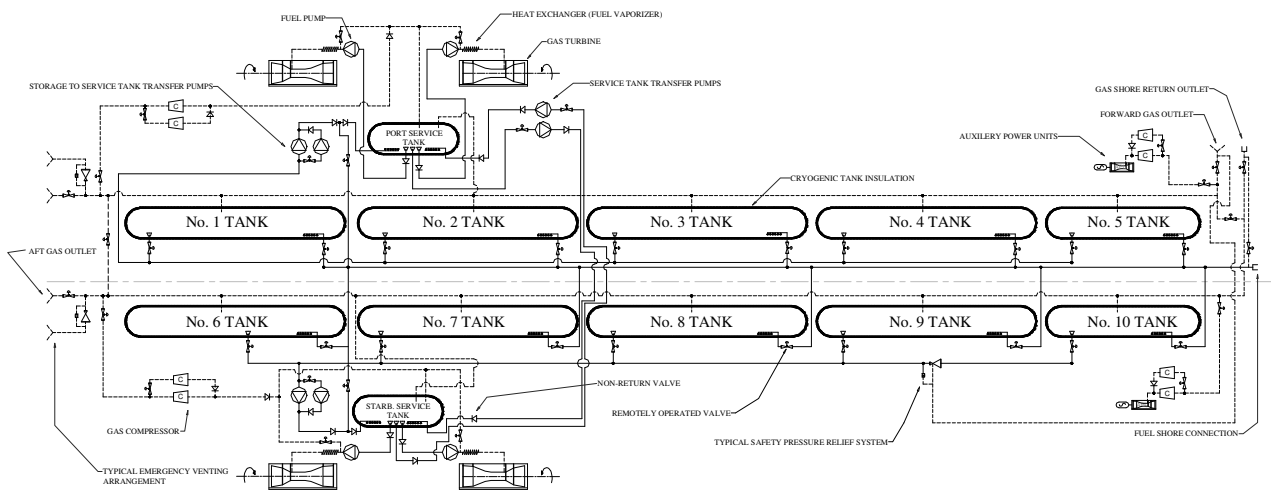 FUEL PUMP
HEAT EXCHANGER (FUEL VAPORIZER)
GAS TURBINE
STORAGE TO SERVICE TANK TRANSFER PUMPS
SERVICE TANK TRANSFER PUMPS
GAS SHORE RETURN OUTLET
FORWARD GAS OUTLET
AUXILERY POWER UNITS
C
C
C
C
PORT SERVICE
TANK
CRYOGENIC TANK INSULATION
No. 1 TANK
No. 2 TANK
No. 3 TANK
No. 4 TANK
No. 5 TANK
AFT GAS OUTLET
No. 6 TANK
No. 7 TANK
No. 8 TANK
No. 9 TANK
No. 10 TANK
C
C
C
C
STARB. SERVICE
TANK
NON-RETURN VALVE
REMOTELY OPERATED VALVE
GAS COMPRESSOR
TYPICAL SAFETY PRESSURE RELIEF SYSTEM
FUEL SHORE CONNECTION
TYPICAL EMERGENCY VENTING
ARRANGEMENT